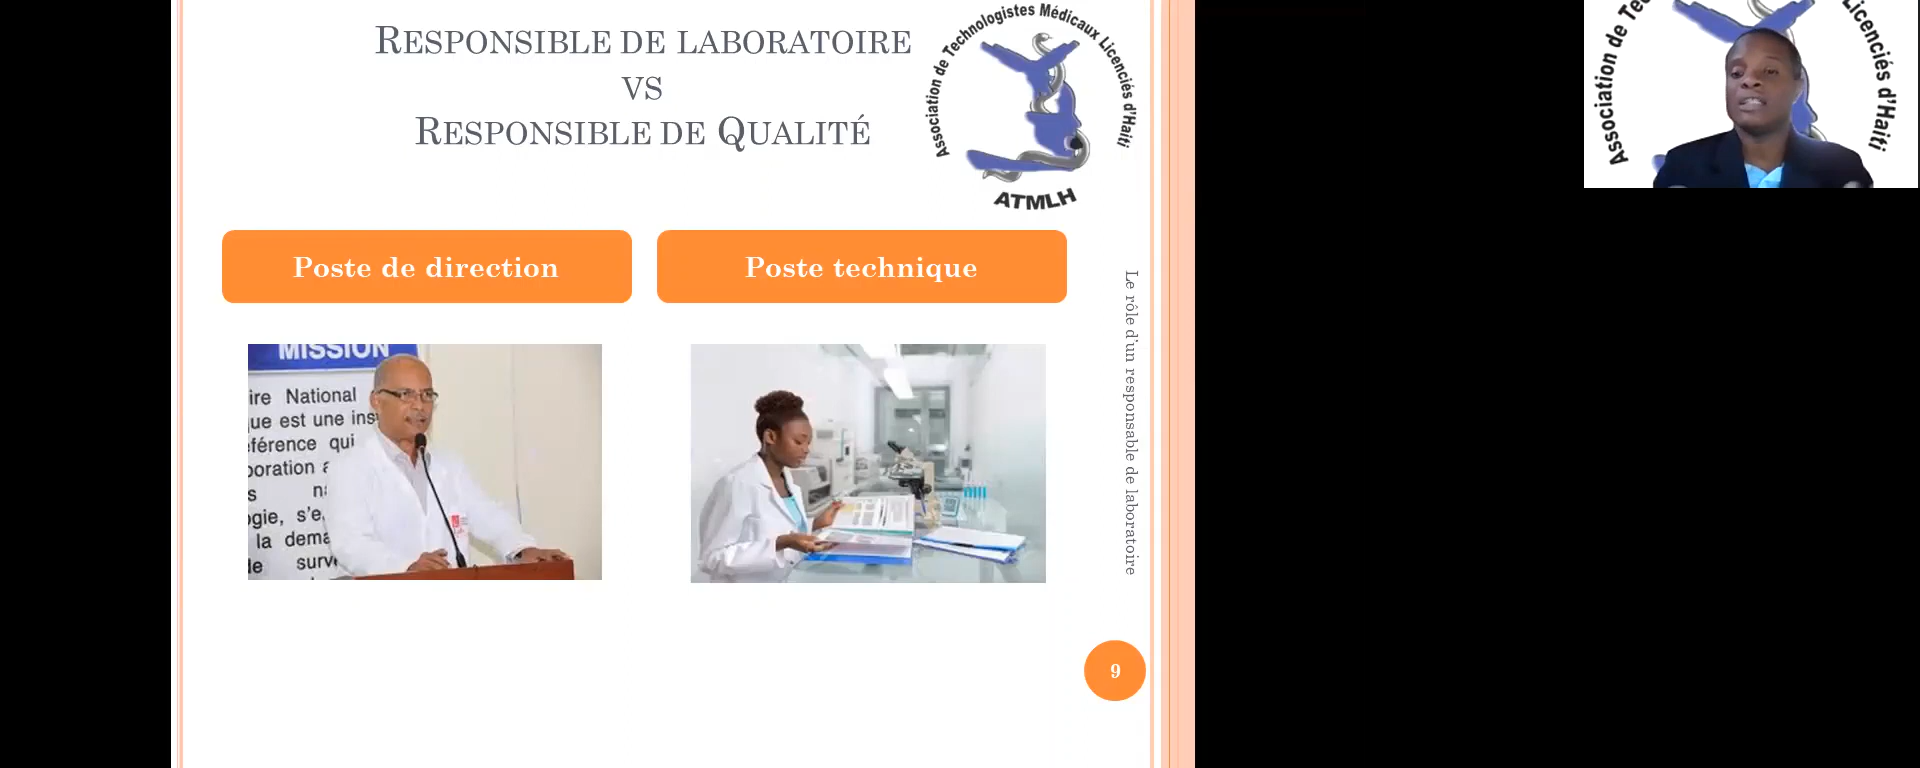 RESPONSIBLE DE LABORATOIRE
VS
RESPONSIBLE DE QUALITÉ
Association de Technologistes Médicaux Licenciés d'Haïti
ATMLH
Poste de direction
Poste technique
MISSION
ire National
ue est une ins
férence qui
oration a
s na
gie, s'e
la dema
e surv
Le rôle d'un responsable de laboratoire
9
Association de Te
Licenciés d'Haïti